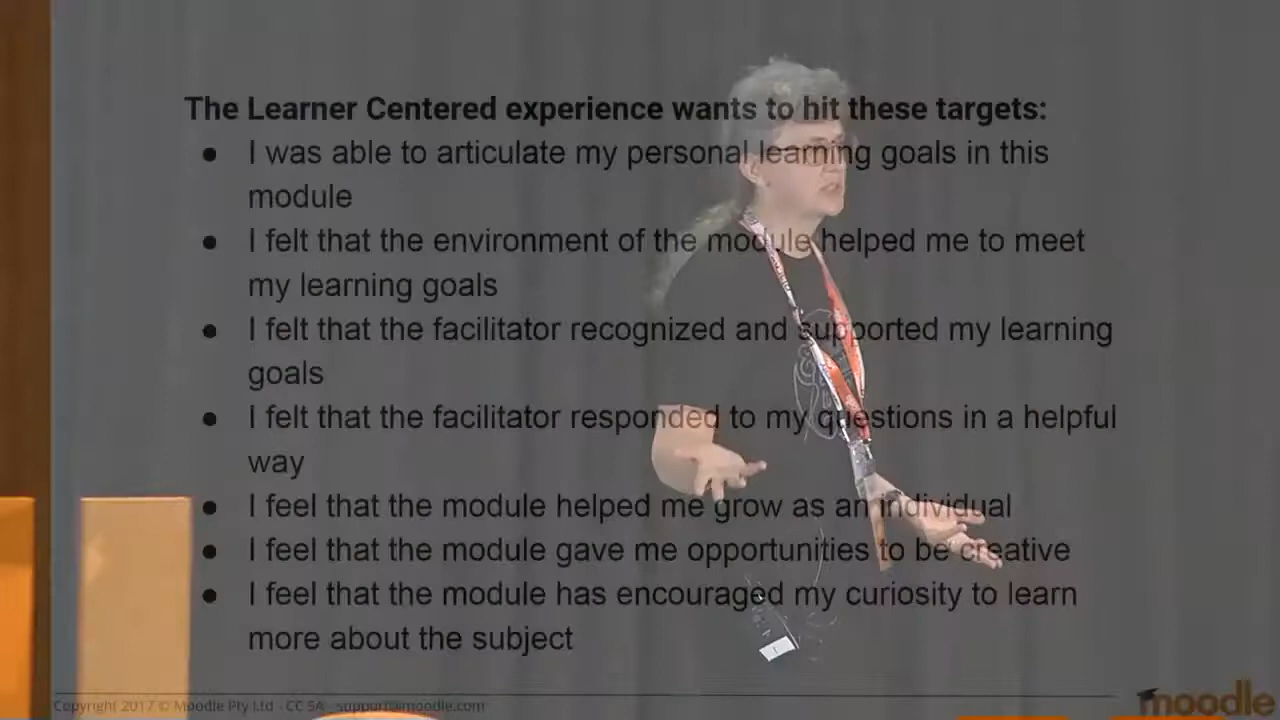 The Learner Centered experience wants to hit these targets:
● I was able to articulate my personal learning goals in this
module
● I felt that the environment of the module helped me to meet
my learning goals
● I felt that the facilitator recognized and supported my learning
goals
● I felt that the facilitator responded to my questions in a helpful
way
● I feel that the module helped me grow as an individual
● I feel that the module gave me opportunities to be creative
● I feel that the module has encouraged my curiosity to learn
more about the subject
Copyright 2017 © Moodle Pty Ltd - CC SA - support@moodle.com
moodle